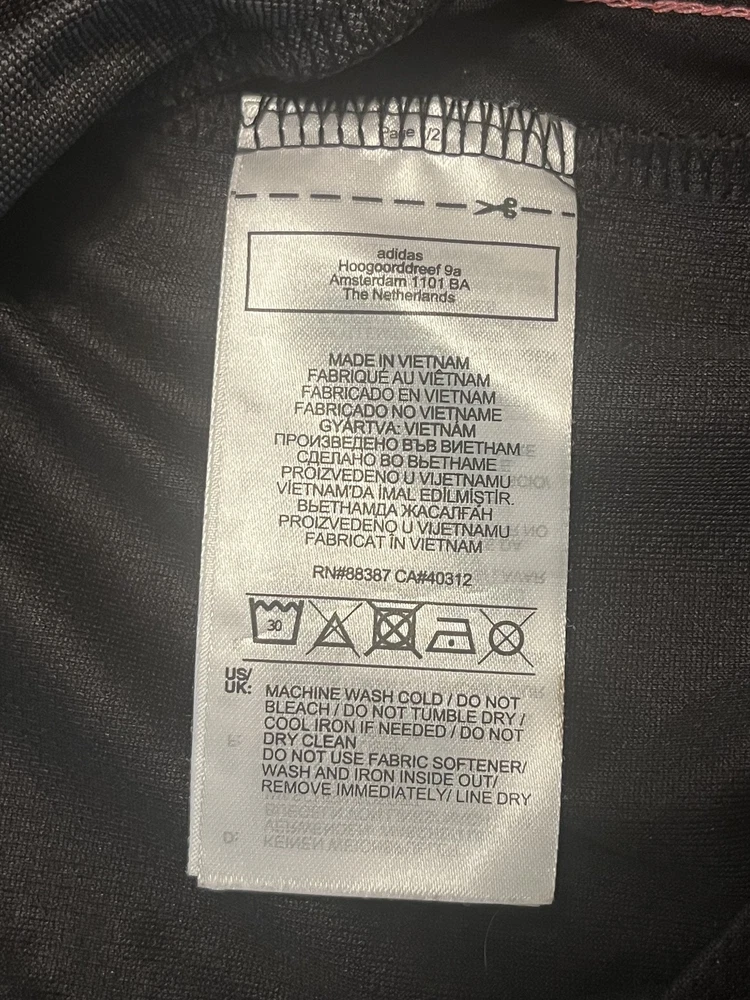 Page /2
adidas
Hoogoorddreef 9a
Amsterdam 1101 BA
The Netherlands
MADE IN VIETNAM
FABRIQUÉ AU VIÊTNAM
FABRICADO EN VIETNAM
FABRICADO NO VIETNAME
GYÁRTVA: VIETNÁM
ПРОИЗВЕДЕНО ВЪВ ВИЕТНАМ
СДЕЛАНО ВО ВЬЕТНАМЕ
PROIZVEDENO U VIJETNAMU
VİETNAM'DA İMAL EDİLMİŞTİR.
ВЬЕТНАМДА ЖАСАЛҒАН
PROIZVEDENO U VIJETNAMU
FABRICAT ÎN VIETNAM
RN#88387 CA#40312
30
US/
UK:
MACHINE WASH COLD / DO NOT
BLEACH / DO NOT TUMBLE DRY /
COOL IRON IF NEEDED / DO NOT
DRY CLEAN
DO NOT USE FABRIC SOFTENER/
WASH AND IRON INSIDE OUT/
REMOVE IMMEDIATELY/ LINE DRY